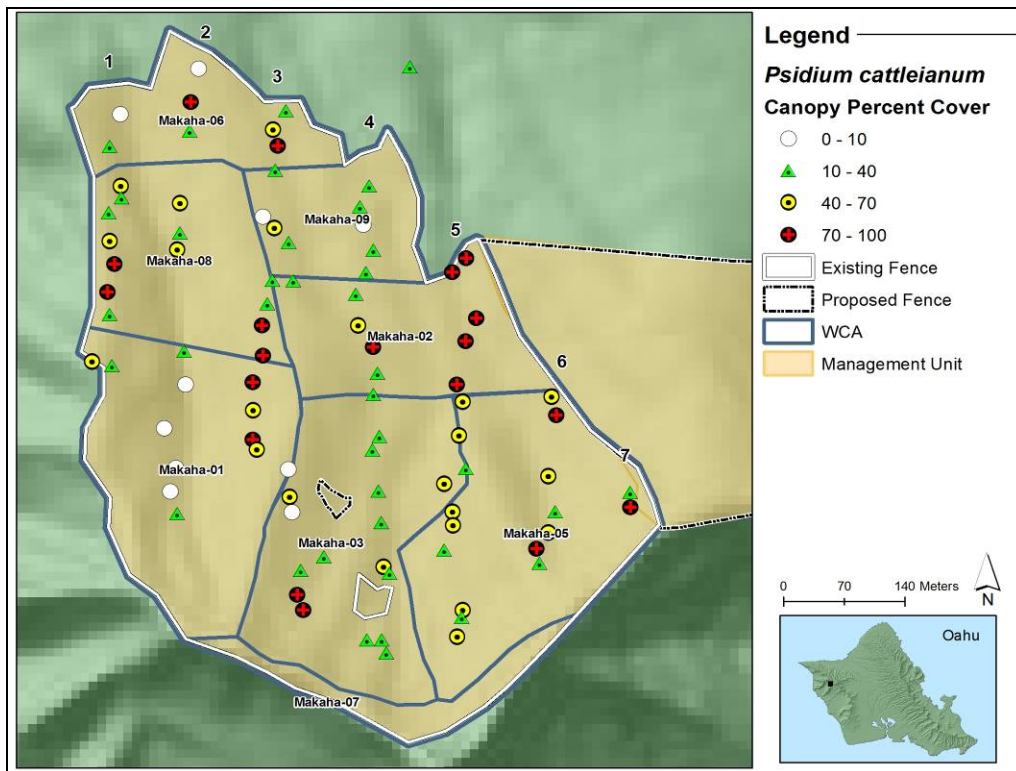 1
2
3
4
5
6
7
Makaha-06
Makaha-09
Makaha-08
Makaha-02
Makaha-01
Makaha-03
Makaha-05
Makaha-07
Legend
Psidium cattleianum
Canopy Percent Cover
0 - 10
10 - 40
40 - 70
70 - 100
Existing Fence
Proposed Fence
WCA
Management Unit
0 70 140 Meters
N
Oahu